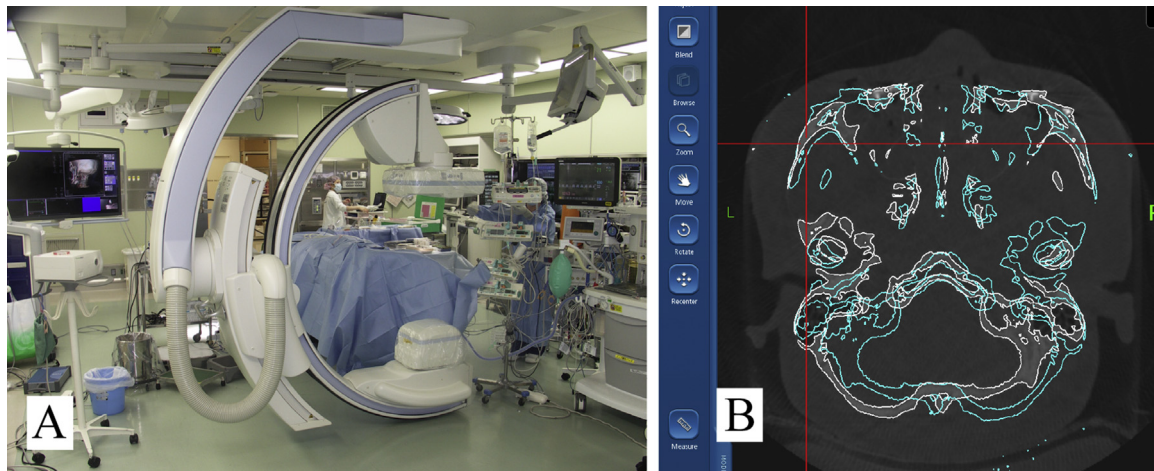 A
Blend
Browse
Zoom
Move
Rotate
Recenter
Measure
L
B